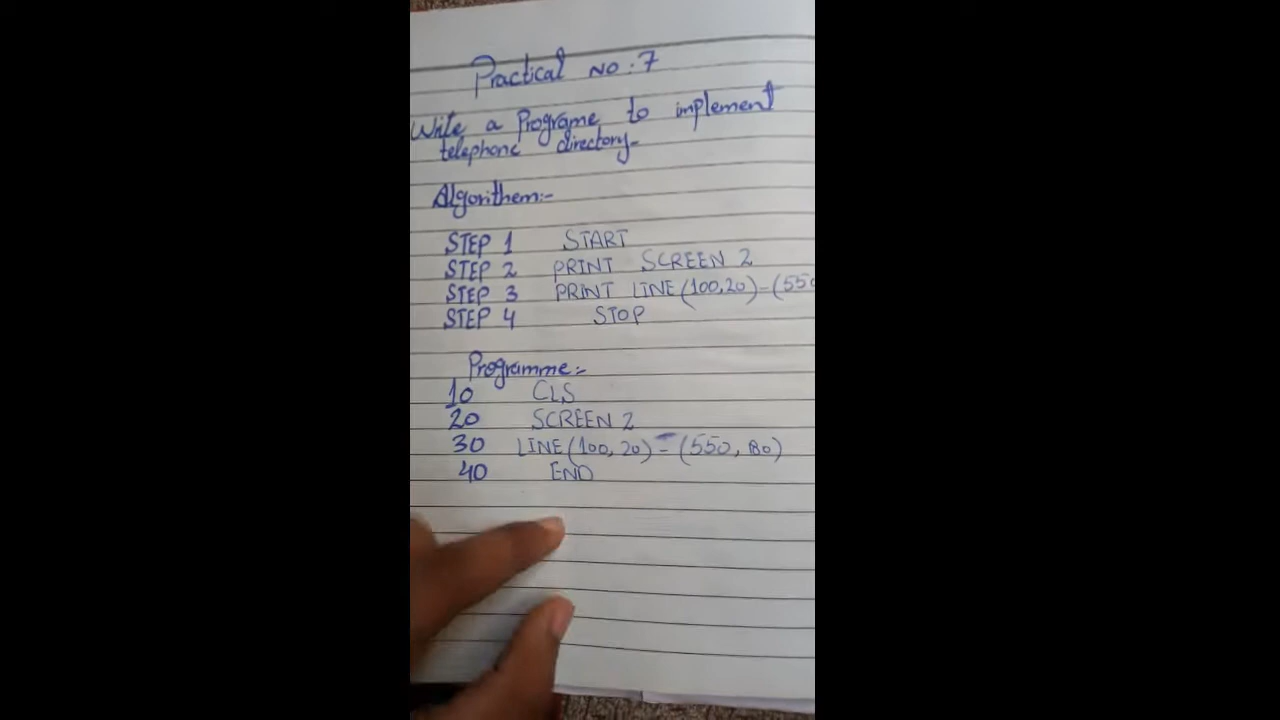 Practical NO: 7
Write a Programe to implement
telephone directory-
Algorithem:-
STEP 1 START
STEP 2 PRINT SCREEN 2
STEP 3 PRINT LINE (100,20)-(550
STEP 4 STOP
Programme:-
10 CLS
20 SCREEN 2
30 LINE (100, 20) - (550,
40 END